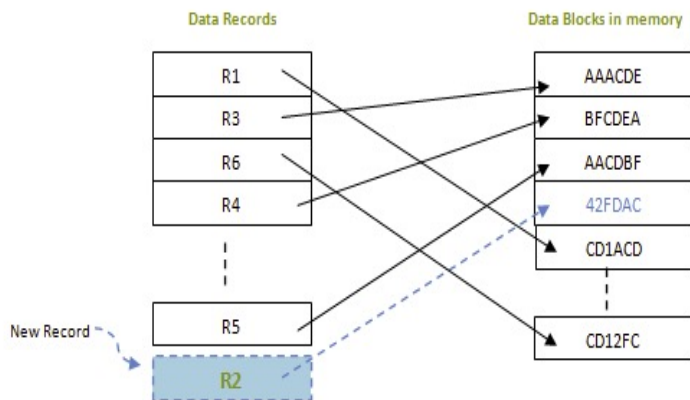 Data Records
Data Blocks in memory
R1
R3
R6
R4
R5
New Record
R2
AAACDE
BFCDEA
AACDBF
42FDAC
CD1ACD
CD12FC